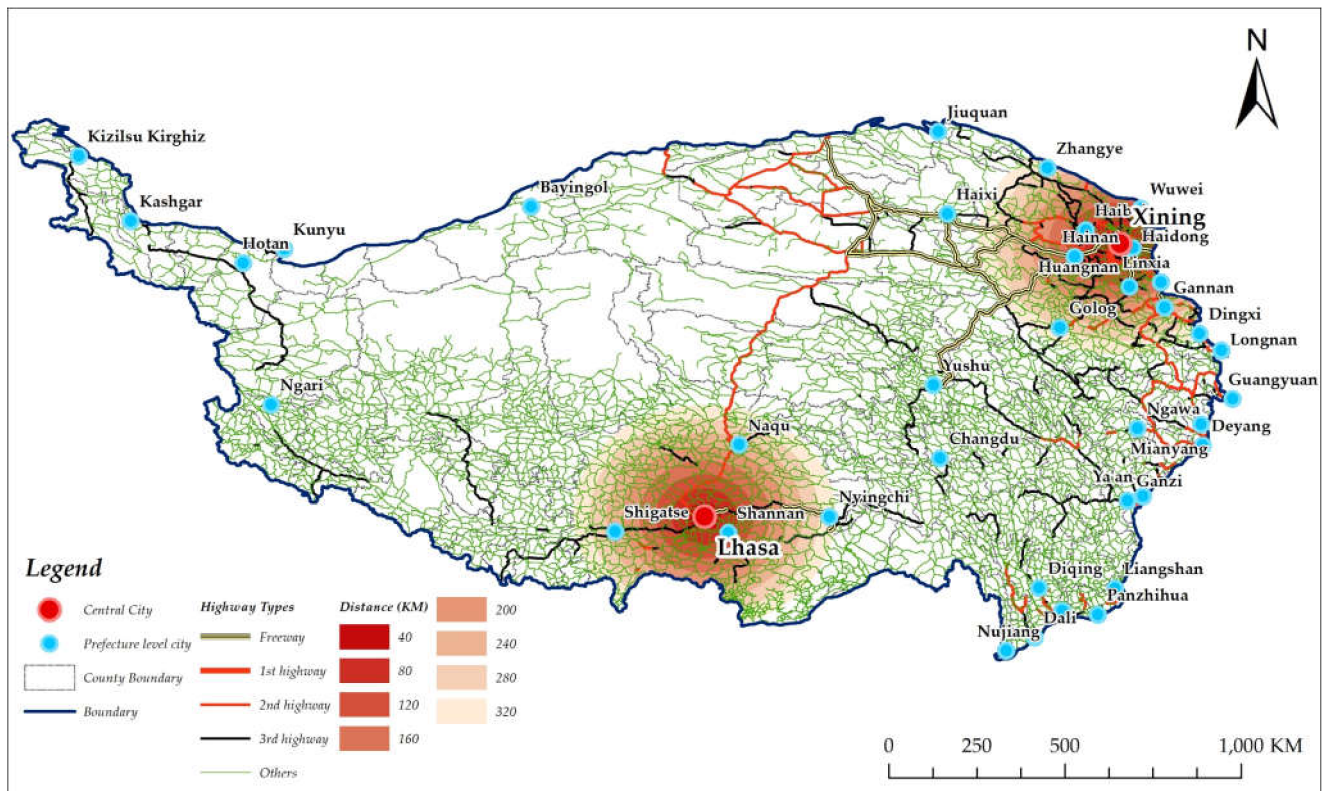 N
Jiuquan
Kizilsu Kirghiz
Zhangye
Bayingol
Haixi
Wuwei
Kashgar
Haib
Xining
Kunyu
Hotan
Hainan
Haidong
Huangnan
Linxia
Gannan
Golog
Dingxi
Longnan
Ngari
Yushu
Guangyuan
Naqu
Changdu
Ngawa
Deyang
Mianyang
Ya'an
Ganzi
Shigatse
Shannan
Nyingchi
Lhasa
Diqing
Liangshan
Panzhihua
Dali
Nujiang
Legend
Central City
Prefecture level city
County Boundary
Boundary
Highway Types
Freeway
1st highway
2nd highway
3rd highway
Others
Distance (KM)
40
80
120
160
200
240
280
320
0 250 500 1,000 KM